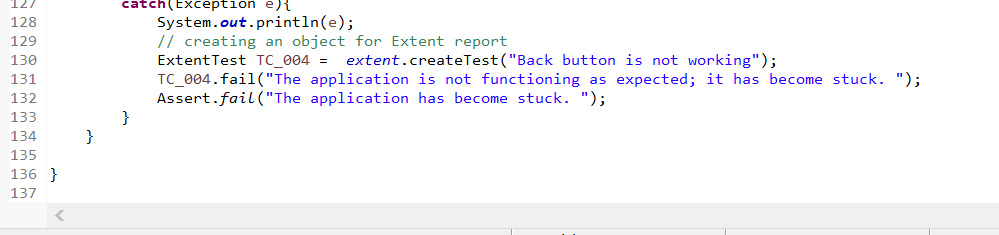 127 catch(Exception e){
128 System.out.println(e);
129 // creating an object for Extent report
130 ExtentTest TC_004 =  extent.createTest("Back button is not working");
131 TC_004.fail("The application is not functioning as expected; it has become stuck. ");
132 Assert.fail("The application has become stuck. ");
133 }
134 }
135
136 }
137